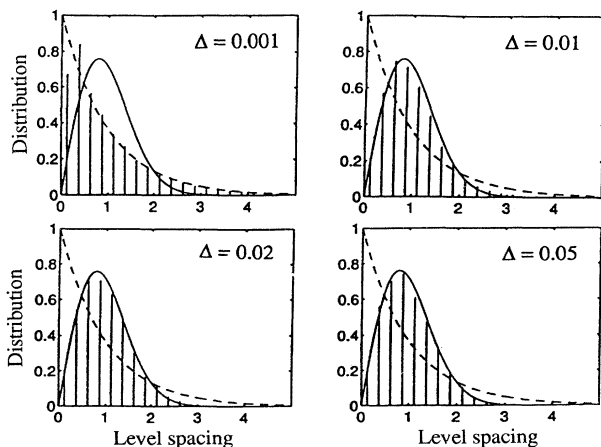 Δ = 0.001
Distribution
1
0.8
0.6
0.4
0.2
0
0 1 2 3 4
Δ = 0.01
1
0.8
0.6
0.4
0.2
0
0 1 2 3 4
Δ = 0.02
Distribution
1
0.8
0.6
0.4
0.2
0
0 1 2 3 4
Level spacing
Δ = 0.05
1
0.8
0.6
0.4
0.2
0
0 1 2 3 4
Level spacing